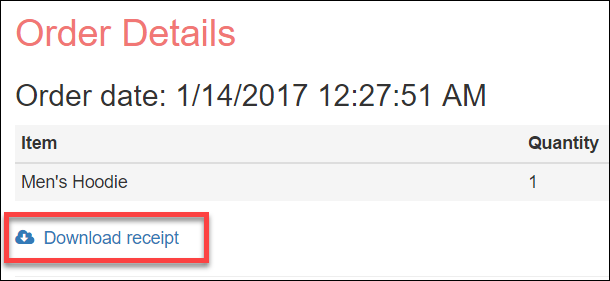 Order Details
Order date: 1/14/2017 12:27:51 AM
Item Quantity
Men's Hoodie 1
Download receipt